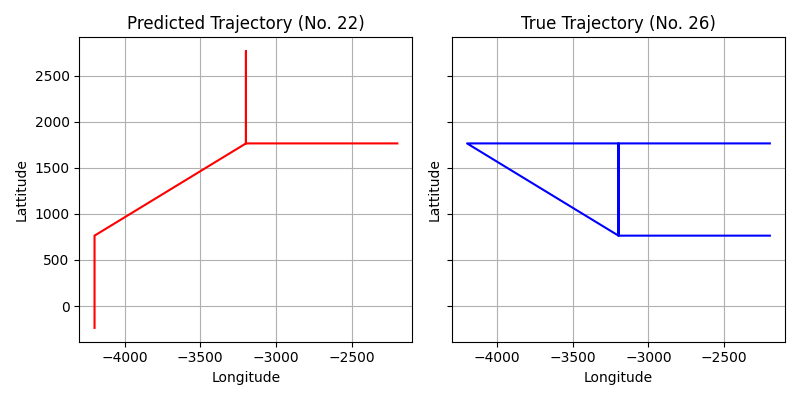 Predicted Trajectory (No. 22)
True Trajectory (No. 26)
Lattitude
2500
2000
1500
1000
500
0
−4000
−3500
−3000
−2500
Longitude
Lattitude
−4000
−3500
−3000
−2500
Longitude